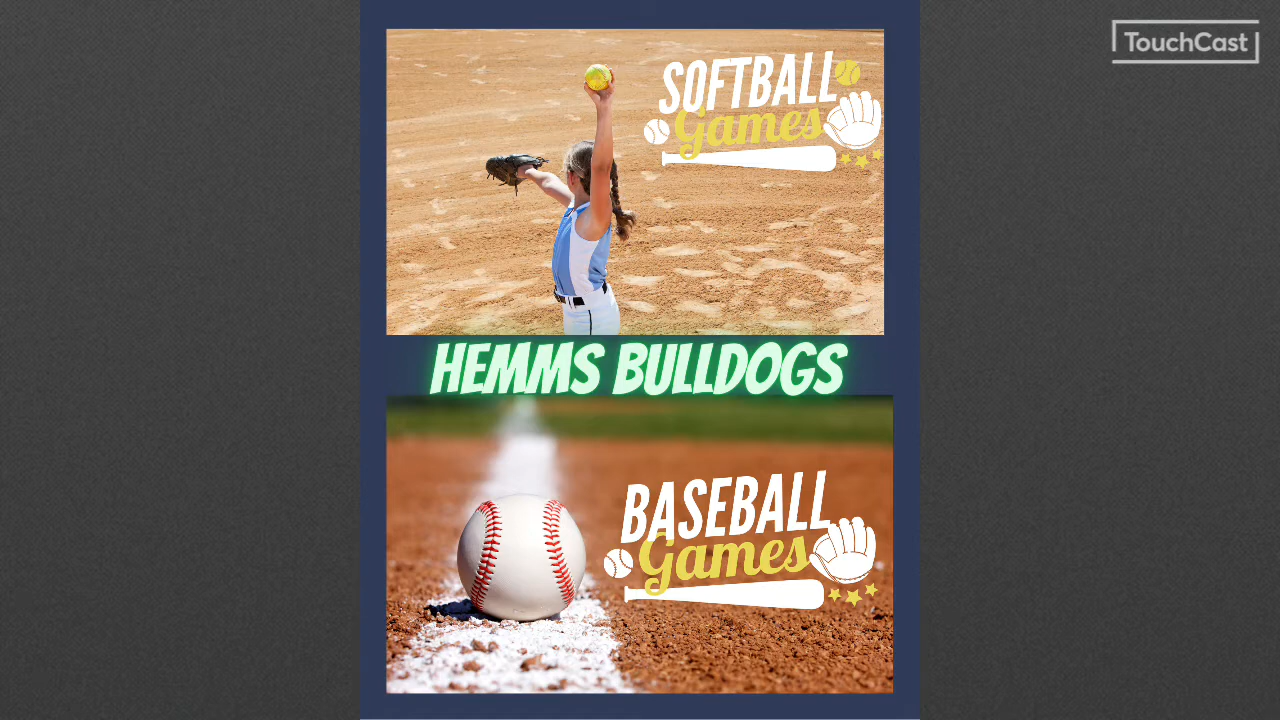 TouchCast
SOFTBALL
Games
HEMMS BULLDOGS
BASEBALL
Games